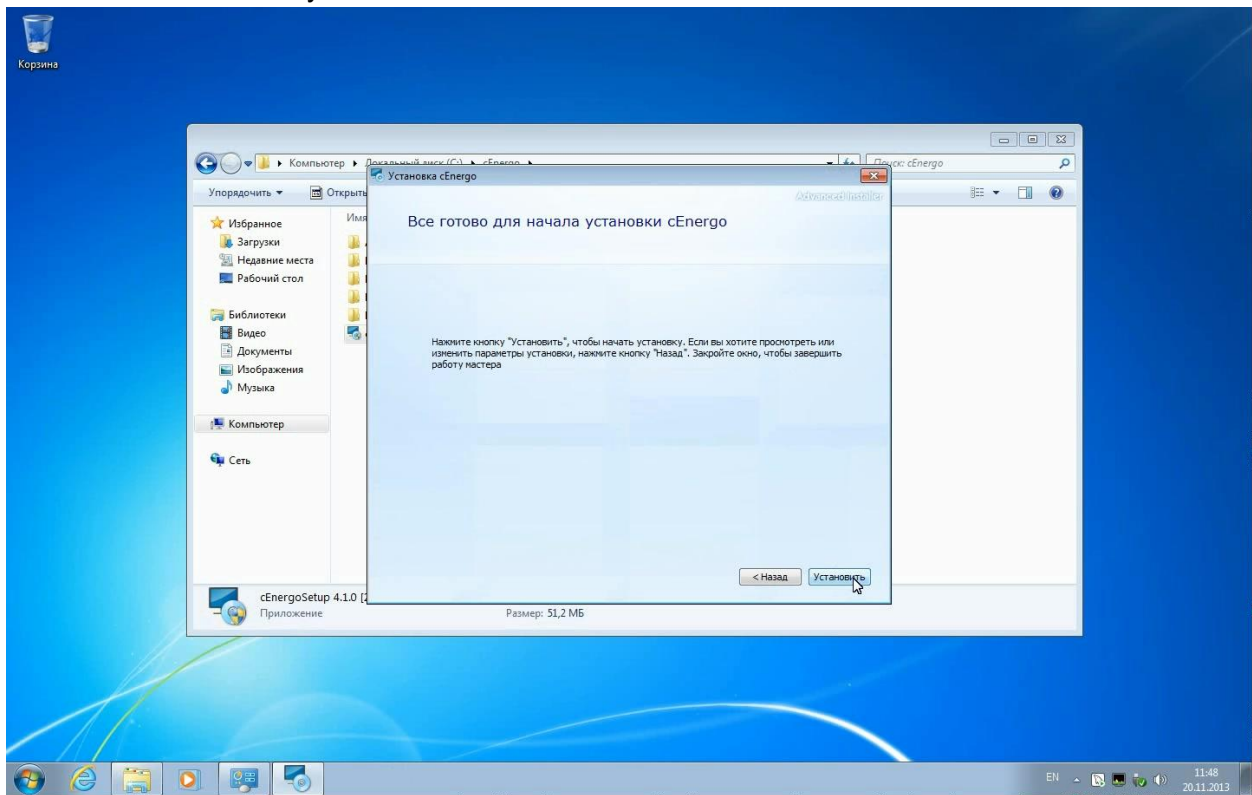 Корзина
Компьютер ▸ Локальный диск (C:) ▸ cEnergo ▸
Поиск: cEnergo
Установка cEnergo
Упорядочить
Advanced Installer
Все готово для начала установки cEnergo
Избранное
Загрузки
Недавние места
Рабочий стол
Библиотеки
Видео
Документы
Изображения
Музыка
Компьютер
Сеть
Нажмите кнопку "Установить", чтобы начать установку. Если вы хотите просмотреть или
изменить параметры установки, нажмите кнопку "Назад". Закройте окно, чтобы завершить
работу мастера
< Назад
Установить
cEnergoSetup 4.1.0
Приложение
Размер: 51,2 МБ
EN
11:48
20.11.2013